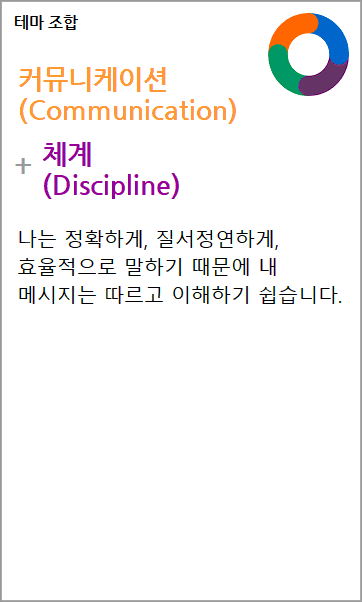 테마 조합
커뮤니케이션
(Communication)
+ 체계
(Discipline)
나는 정확하게, 질서정연하게,
효율적으로 말하기 때문에 내
메시지는 따르고 이해하기 쉽습니다.